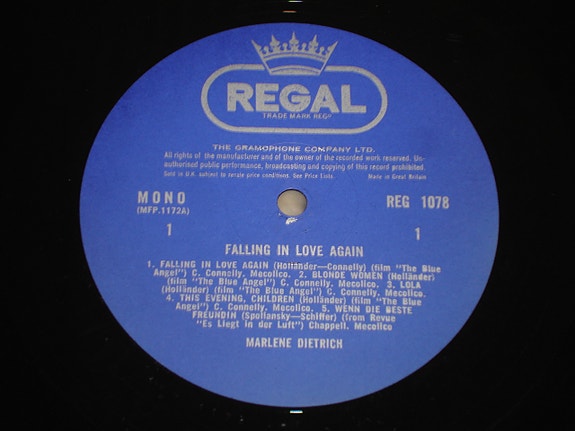 REGAL
TRADE MARK REGD
THE GRAMOPHONE COMPANY LTD.
All rights of the manufacturer and of the owner of the recorded work reserved. Un-
authorised public performance, broadcasting and copying of this record prohibited.
Sold in U.K. subject to resale price conditions. See Price Lists. Made in Great Britain
MONO REG 1078
(MFP.1172A)
1 1
FALLING IN LOVE AGAIN
1. FALLING IN LOVE AGAIN (Hollander—Connelly) (film "The Blue
Angel") C. Connelly. Mecolico. 2. BLONDE WOMEN (Holländer)
(film "The Blue Angel") C. Connelly. Mecolico. 3. LOLA
(Holländer) (film "The Blue Angel") C. Connelly. Mecolico.
4. THIS EVENING, CHILDREN (Holländer) (film "The Blue
Angel") C. Connelly. Mecolico. 5. WENN DIE BESTE
FREUNDIN (Spoliansky—Schiffer) (from Revue
"Es Liegt in der Luft") Chappell. Mecolico
MARLENE DIETRICH